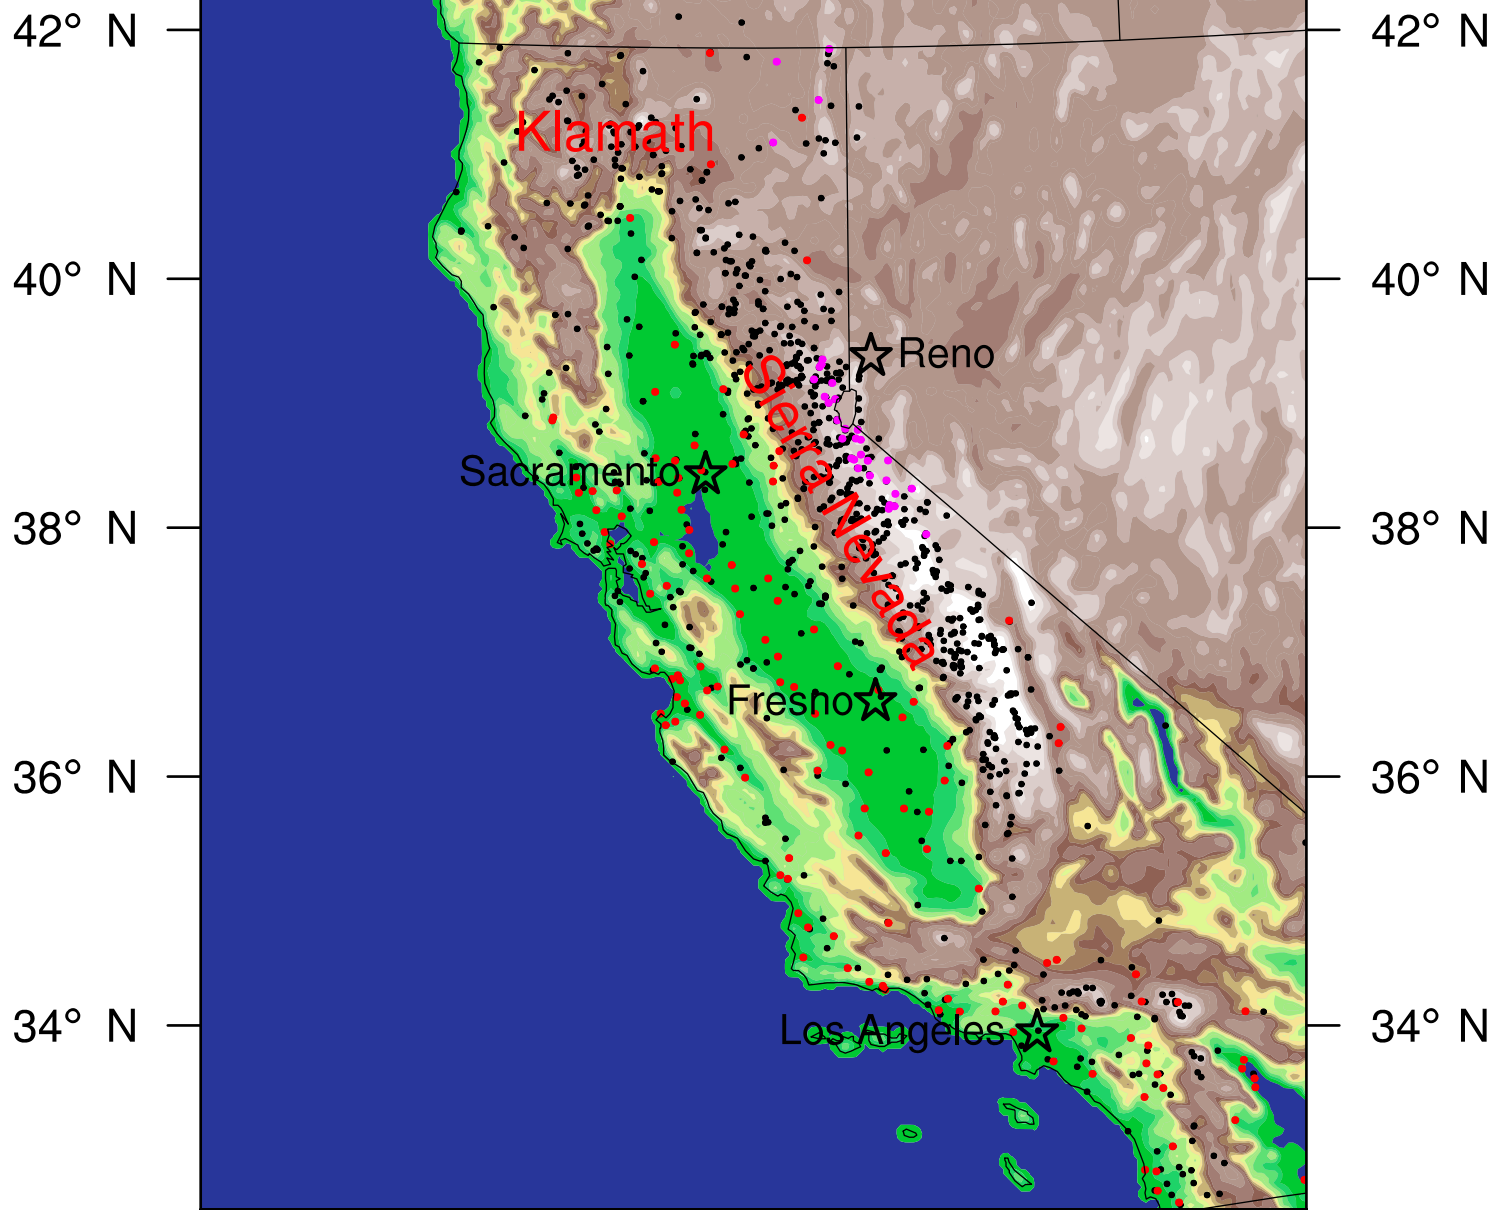 42° N
42° N
Klamath
40° N
40° N
Reno
Sierra Nevada
Sacramento
38° N
38° N
Fresno
36° N
36° N
34° N
Los Angeles
34° N